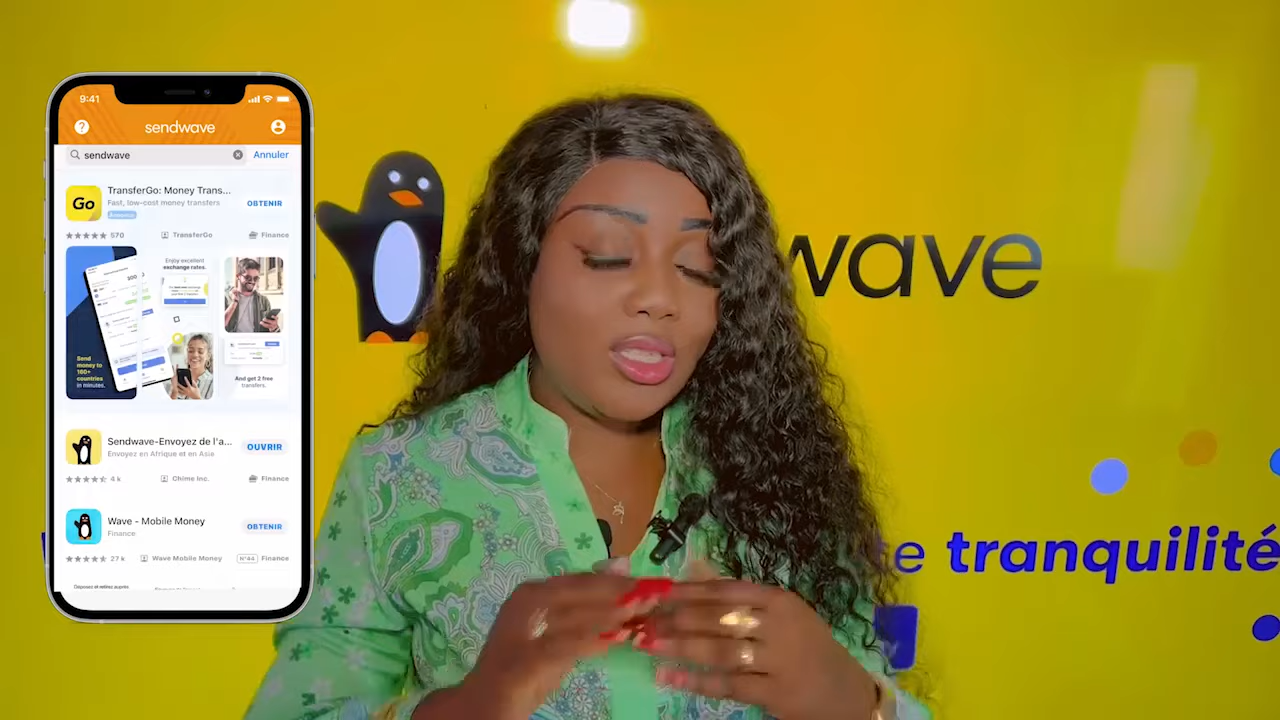 9:41
sendwave
sendwave
Annuler
Go
TransferGo: Money Trans...
Fast, low-cost money transfers
OBTENIR
570
TransferGo
Finance
Enjoy excellent
exchange rates.
Send
money to
160+
countries
in minutes.
And get 2 free
transfers.
Sendwave-Envoyez de l'a...
Envoyez en Afrique et en Asie
OUVRIR
4 k
Chime Inc.
Finance
Wave - Mobile Money
Finance
OBTENIR
27 k
Wave Mobile Money
N°44
Finance
wave
te tranquilité